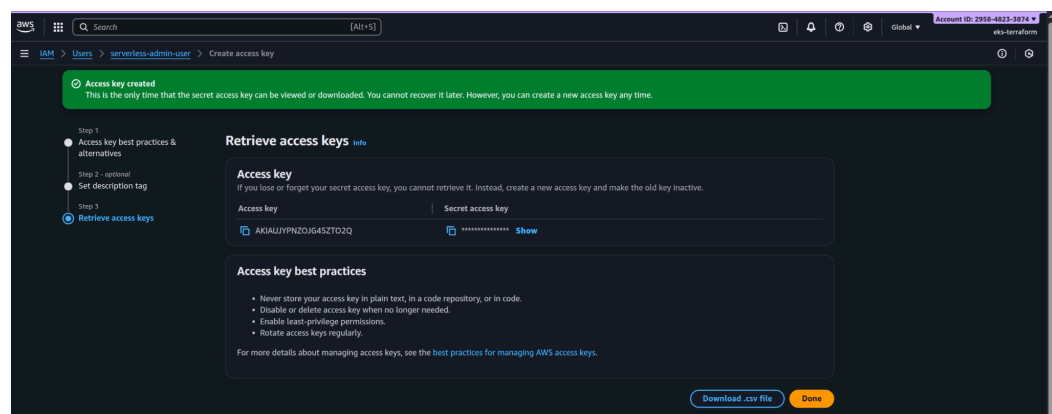 aws
Search [Alt+S]
Global ▼
Account ID: 2958-4823-3874 ▼
eks-terraform
IAM > Users > serverless-admin-user > Create access key
Access key created
This is the only time that the secret access key can be viewed or downloaded. You cannot recover it later. However, you can create a new access key any time.
Step 1
Access key best practices &
alternatives
Step 2 - optional
Set description tag
Step 3
Retrieve access keys
Retrieve access keys Info
Access key
If you lose or forget your secret access key, you cannot retrieve it. Instead, create a new access key and make the old key inactive.
Access key
Secret access key
AKIAUJYPNZOJG45ZTO2Q
*************** Show
Access key best practices
• Never store your access key in plain text, in a code repository, or in code.
• Disable or delete access key when no longer needed.
• Enable least-privilege permissions.
• Rotate access keys regularly.
For more details about managing access keys, see the best practices for managing AWS access keys.
Download .csv file
Done